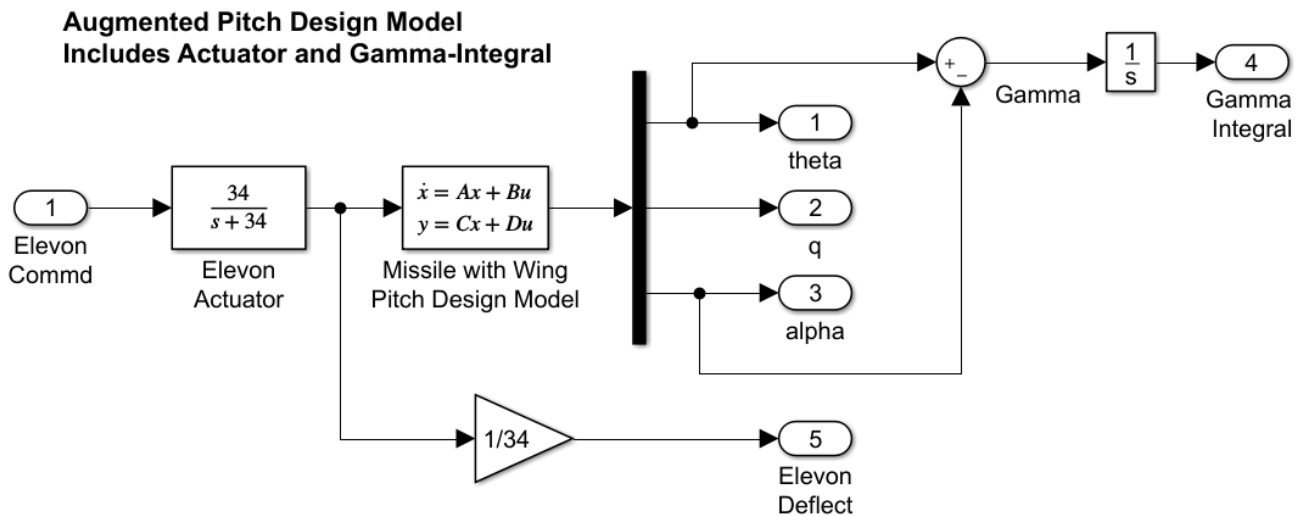 Augmented Pitch Design Model
Includes Actuator and Gamma-Integral
1
Elevon
Commd
34
s + 34
Elevon
Actuator
ẋ = Ax + Bu
y = Cx + Du
Missile with Wing
Pitch Design Model
1
theta
2
q
3
alpha
+
−
Gamma
1
s
4
Gamma
Integral
1/34
5
Elevon
Deflect